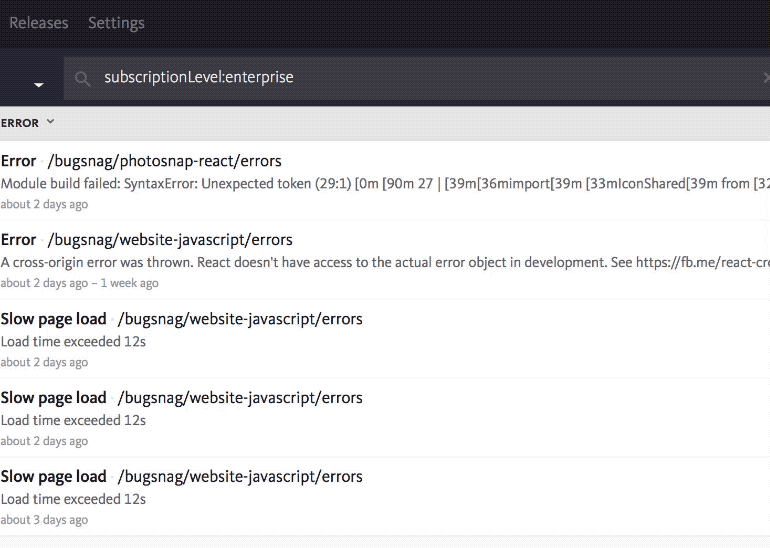 Releases Settings
subscriptionLevel:enterprise
ERROR
Error · /bugsnag/photosnap-react/errors
Module build failed: SyntaxError: Unexpected token (29:1) [0m [90m 27 | [39m[36mimport[39m [33mIconShared[39m from [32
about 2 days ago
Error · /bugsnag/website-javascript/errors
A cross-origin error was thrown. React doesn't have access to the actual error object in development. See https://fb.me/react-cro
about 2 days ago – 1 week ago
Slow page load · /bugsnag/website-javascript/errors
Load time exceeded 12s
about 2 days ago
Slow page load · /bugsnag/website-javascript/errors
Load time exceeded 12s
about 2 days ago
Slow page load · /bugsnag/website-javascript/errors
Load time exceeded 12s
about 3 days ago